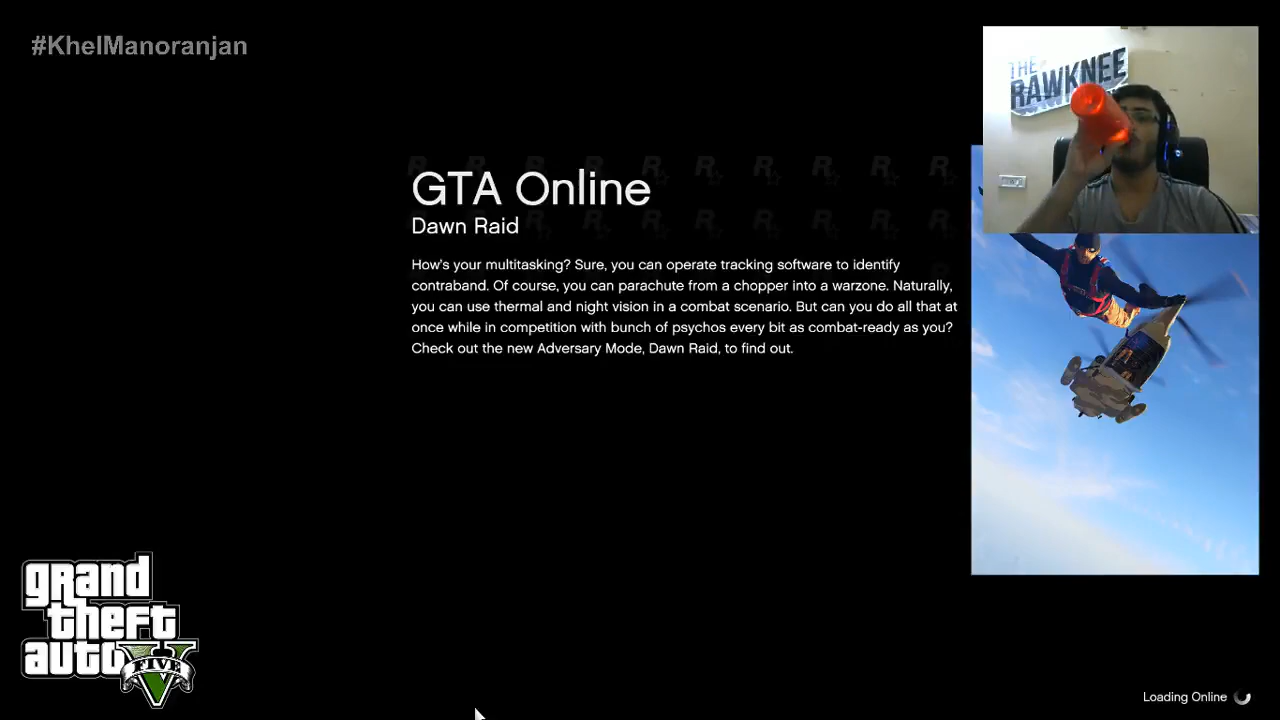 #KhelManoranjan
THE
RAWKNEE
GTA Online
Dawn Raid
How's your multitasking? Sure, you can operate tracking software to identify
contraband. Of course, you can parachute from a chopper into a warzone. Naturally,
you can use thermal and night vision in a combat scenario. But can you do all that at
once while in competition with bunch of psychos every bit as combat-ready as you?
Check out the new Adversary Mode, Dawn Raid, to find out.
grand
theft
auto V
FIVE
Loading Online